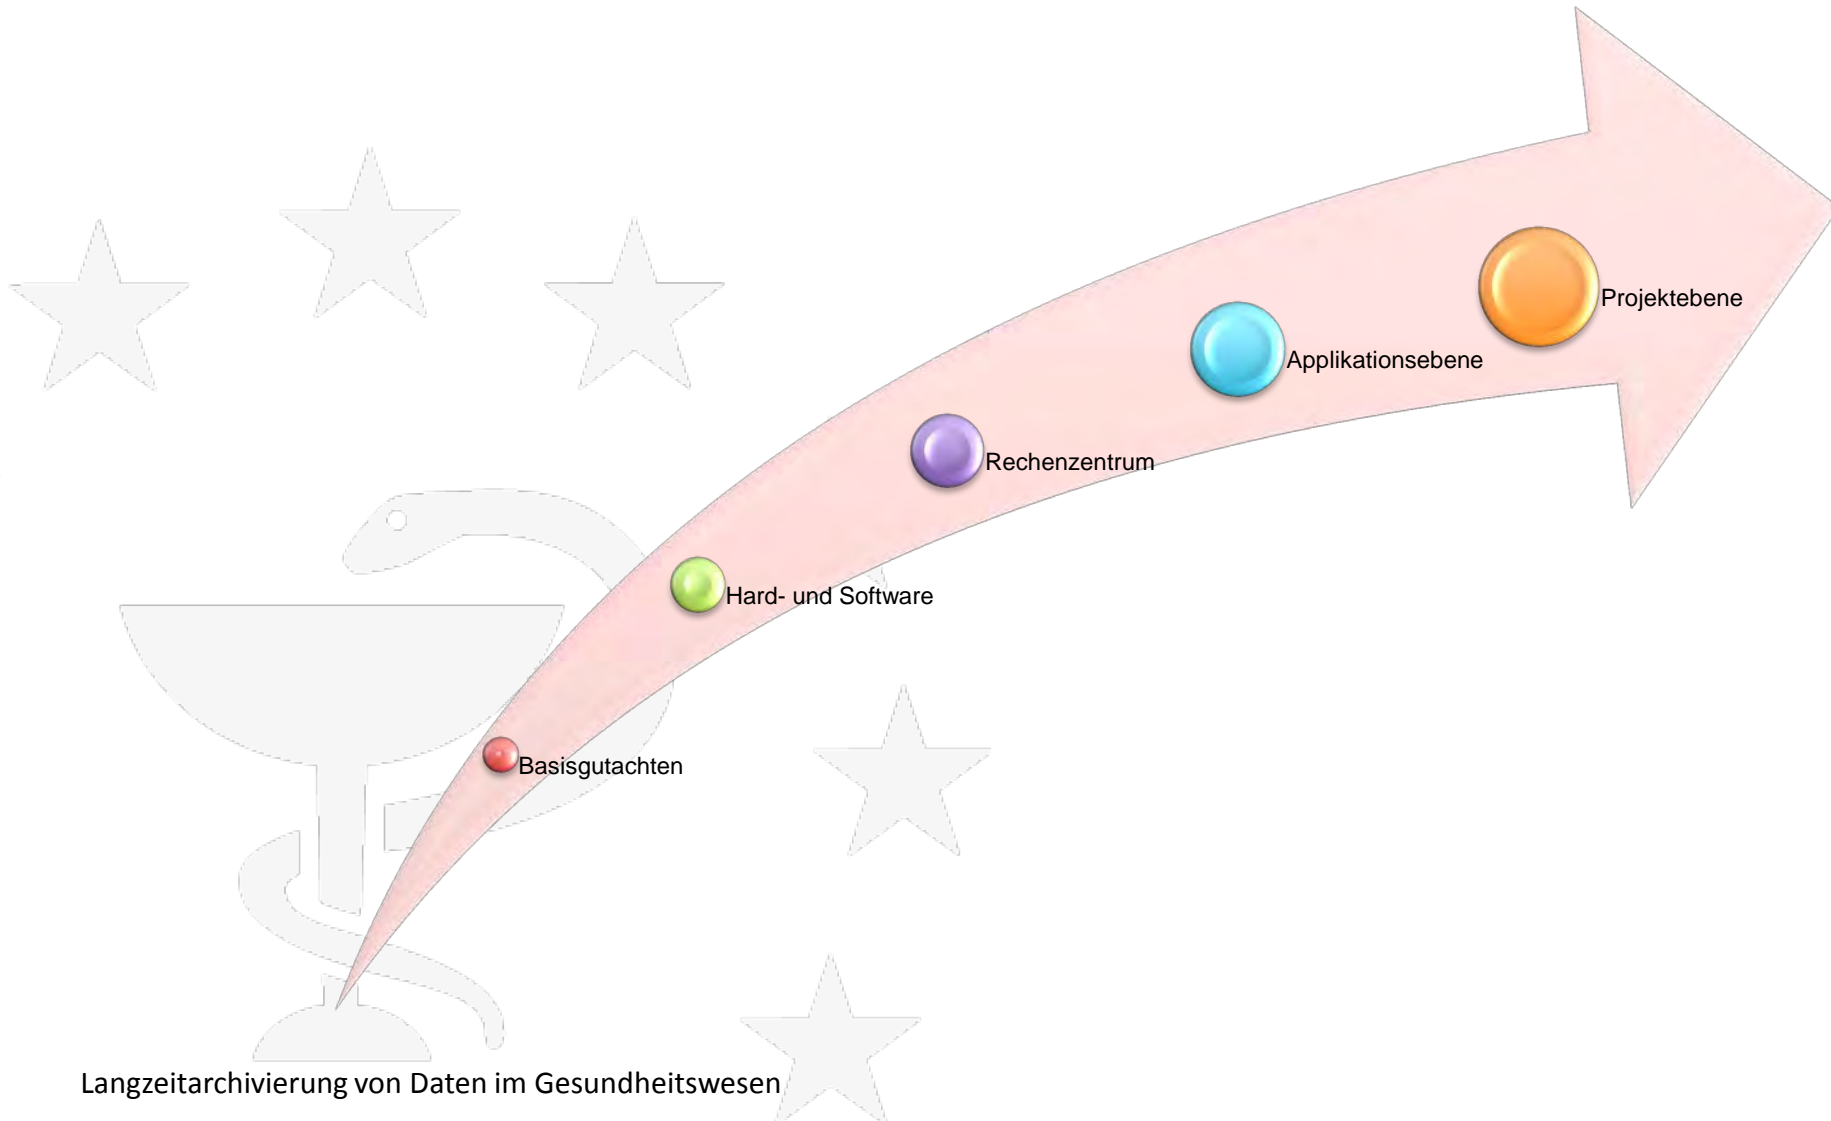 Projektebene
Applikationsebene
Rechenzentrum
Hard- und Software
Basisgutachten
Langzeitarchivierung von Daten im Gesundheitswesen